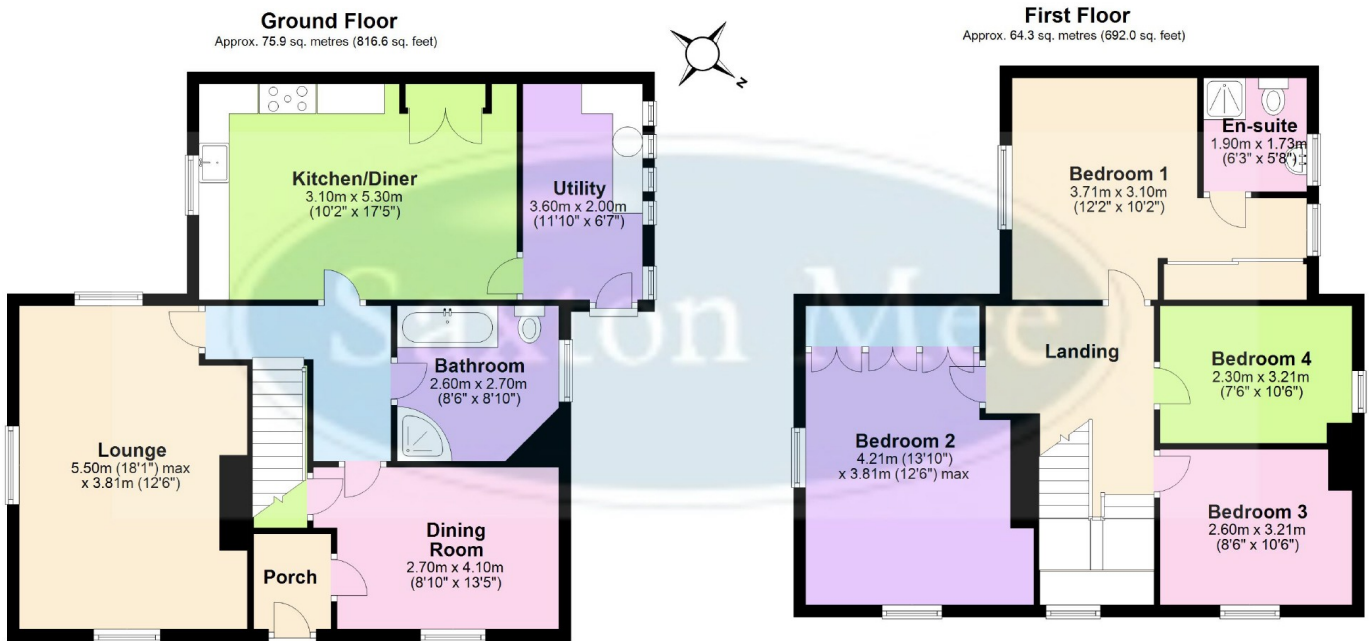 Ground Floor
Approx. 75.9 sq. metres (816.6 sq. feet)
Kitchen/Diner
3.10m x 5.30m
(10'2" x 17'5")
Utility
3.60m x 2.00m
(11'10" x 6'7")
Bathroom
2.60m x 2.70m
(8'6" x 8'10")
Lounge
5.50m (18'1") max
x 3.81m (12'6")
Dining
Room
2.70m x 4.10m
(8'10" x 13'5")
Porch
N
First Floor
Approx. 64.3 sq. metres (692.0 sq. feet)
En-suite
1.90m x 1.73m
(6'3" x 5'8")
Bedroom 1
3.71m x 3.10m
(12'2" x 10'2")
Landing
Bedroom 4
2.30m x 3.21m
(7'6" x 10'6")
Bedroom 2
4.21m (13'10")
x 3.81m (12'6") max
Bedroom 3
2.60m x 3.21m
(8'6" x 10'6")
Saxton Mee